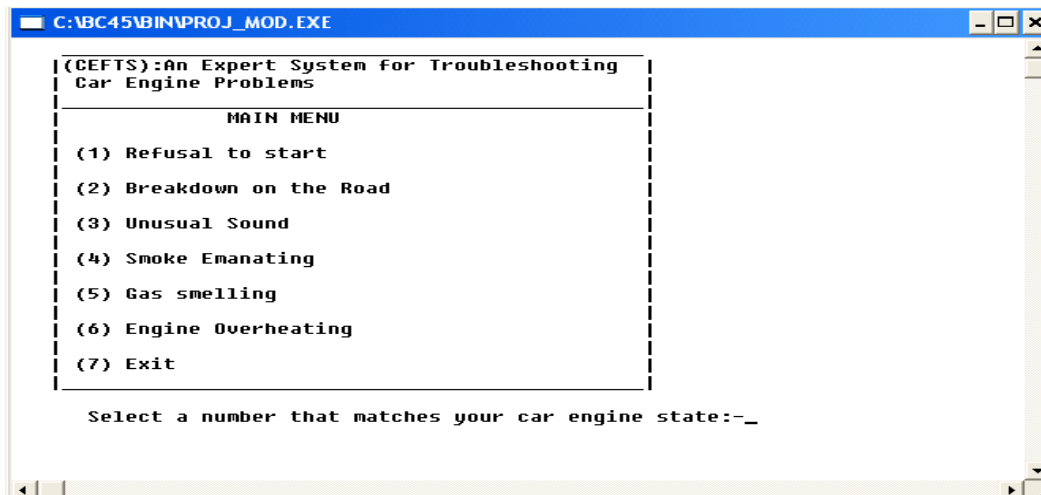 C:\BC45\BIN\PROJ_MOD.EXE
(CEFTS):An Expert System for Troubleshooting
Car Engine Problems
MAIN MENU
(1) Refusal to start
(2) Breakdown on the Road
(3) Unusual Sound
(4) Smoke Emanating
(5) Gas smelling
(6) Engine Overheating
(7) Exit
Select a number that matches your car engine state:-_